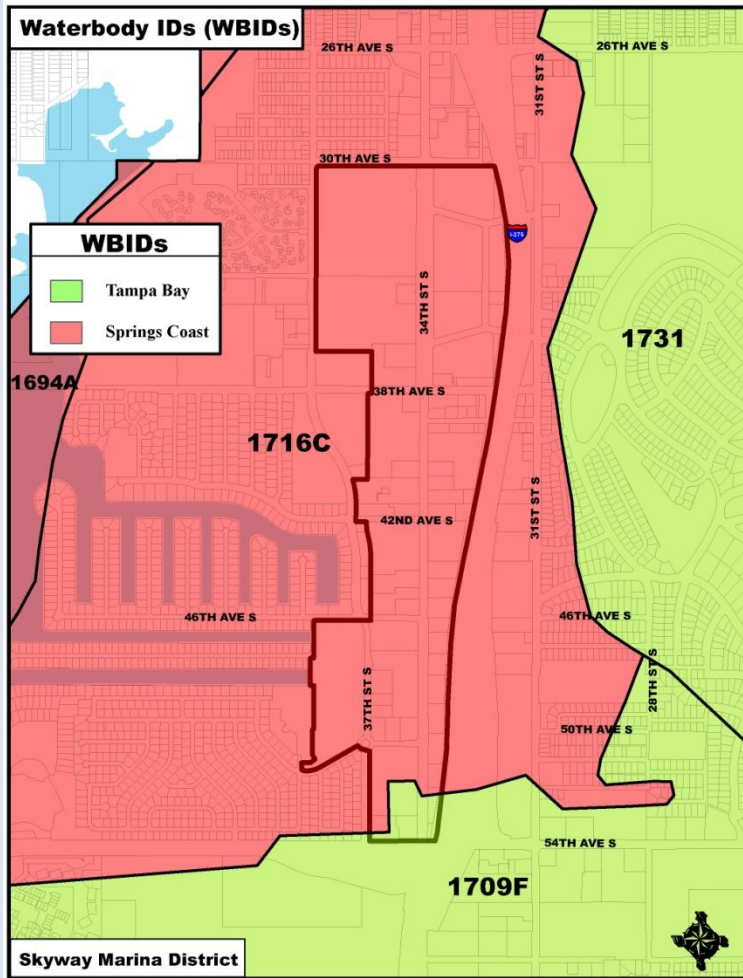 Waterbody IDs (WBIDs)
26TH AVE S
26TH AVE S
31ST ST S
30TH AVE S
I-275
WBIDs
Tampa Bay
Springs Coast
34TH ST S
1731
1694A
38TH AVE S
1716C
42ND AVE S
31ST ST S
46TH AVE S
46TH AVE S
28TH ST S
37TH ST S
50TH AVE S
54TH AVE S
1709F
Skyway Marina District